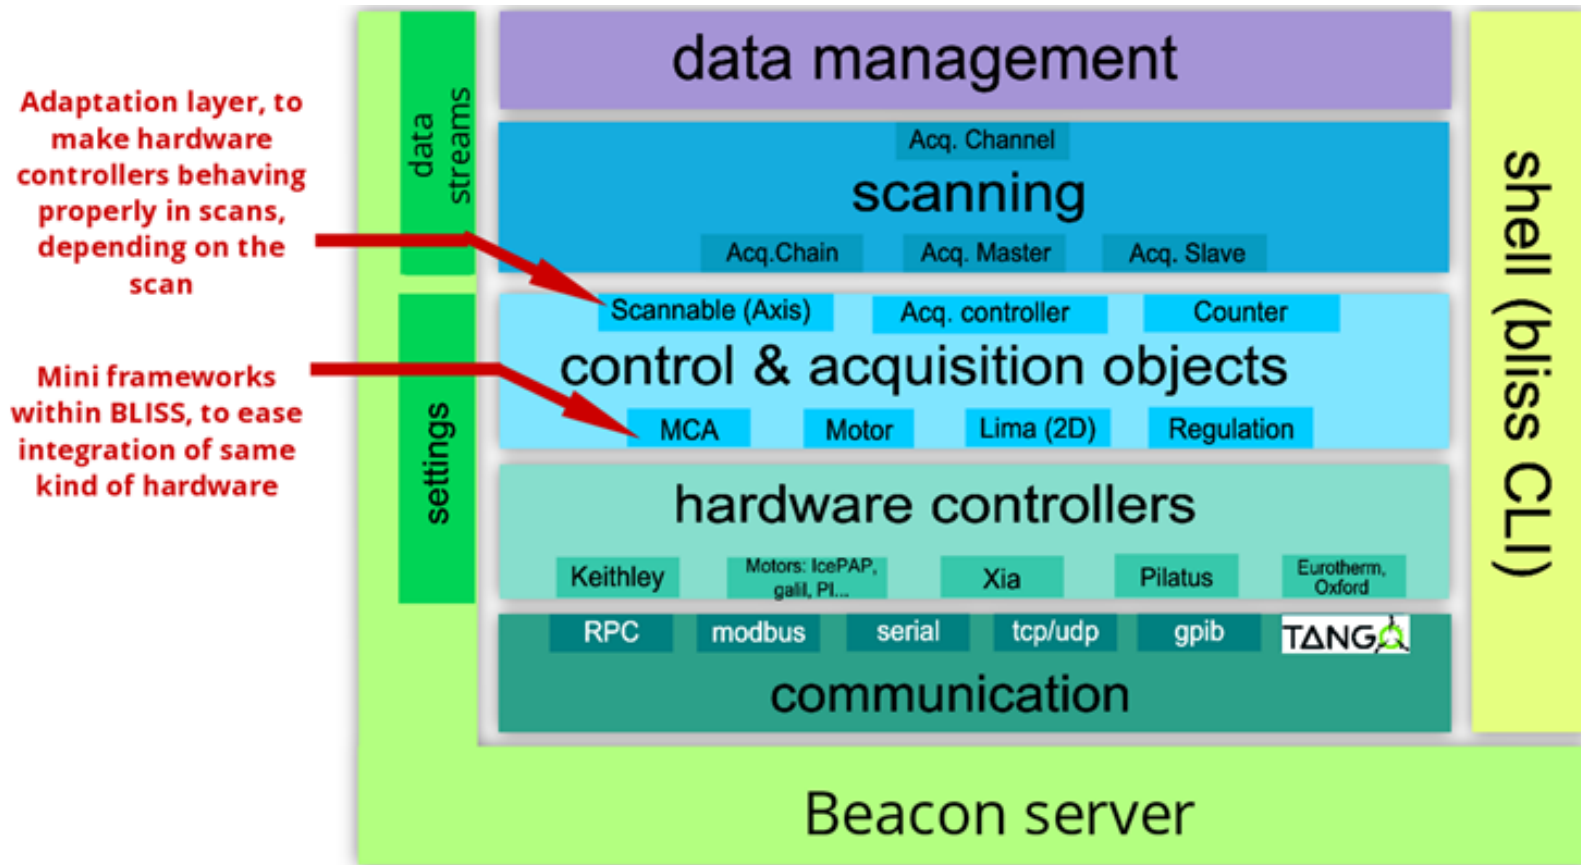 Adaptation layer, to
make hardware
controllers behaving
properly in scans,
depending on the
scan
Mini frameworks
within BLISS, to ease
integration of same
kind of hardware
data
streams
settings
data management
Acq. Channel
scanning
Acq.Chain
Acq. Master
Acq. Slave
Scannable (Axis)
Acq. controller
Counter
control & acquisition objects
MCA
Motor
Lima (2D)
Regulation
hardware controllers
Keithley
Motors: IcePAP,
galil, PI...
Xia
Pilatus
Eurotherm,
Oxford
RPC
modbus
serial
tcp/udp
gpib
TANGO
communication
shell (bliss CLI)
Beacon server